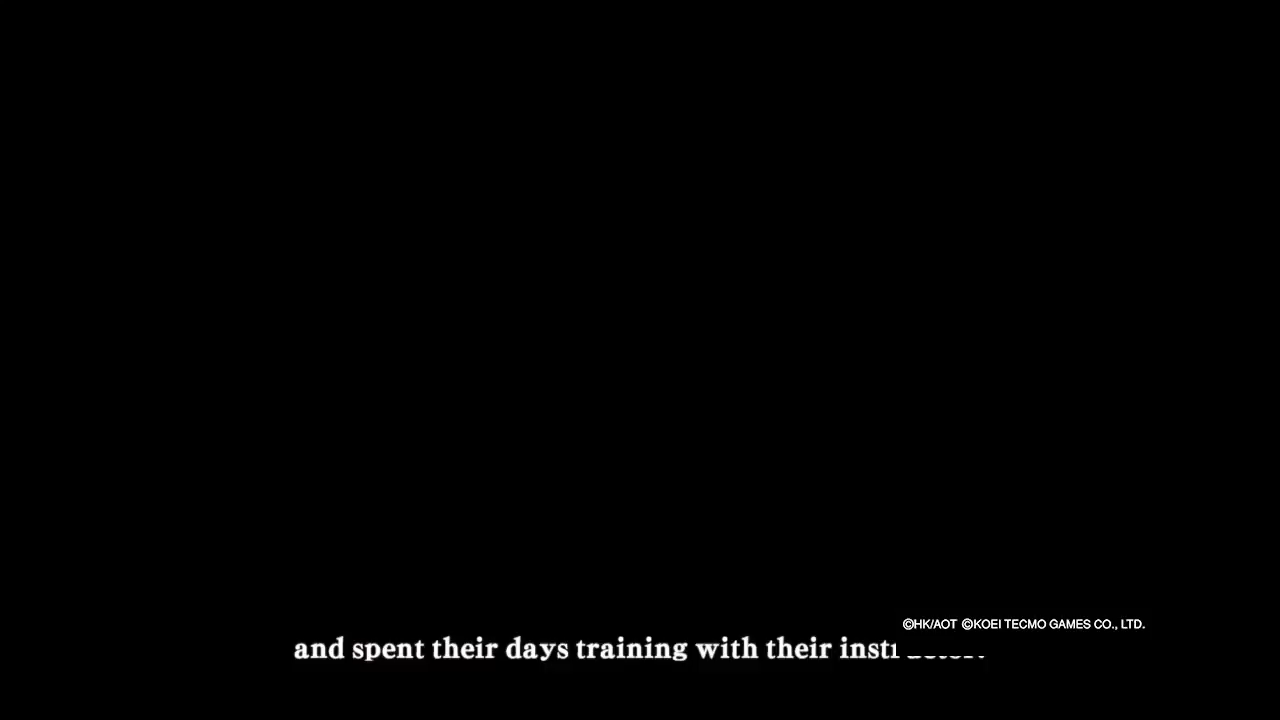 ©HK/AOT ©KOEI TECMO GAMES CO., LTD.
and spent their days training with their